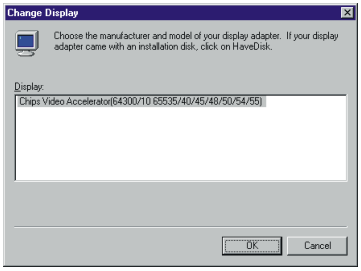 Change Display
Choose the manufacturer and model of your display adapter. If your display
adapter came with an installation disk, click on HaveDisk.
Display:
Chips Video Accelerator(64300/10 65535/40/45/48/50/54/55)
OK
Cancel